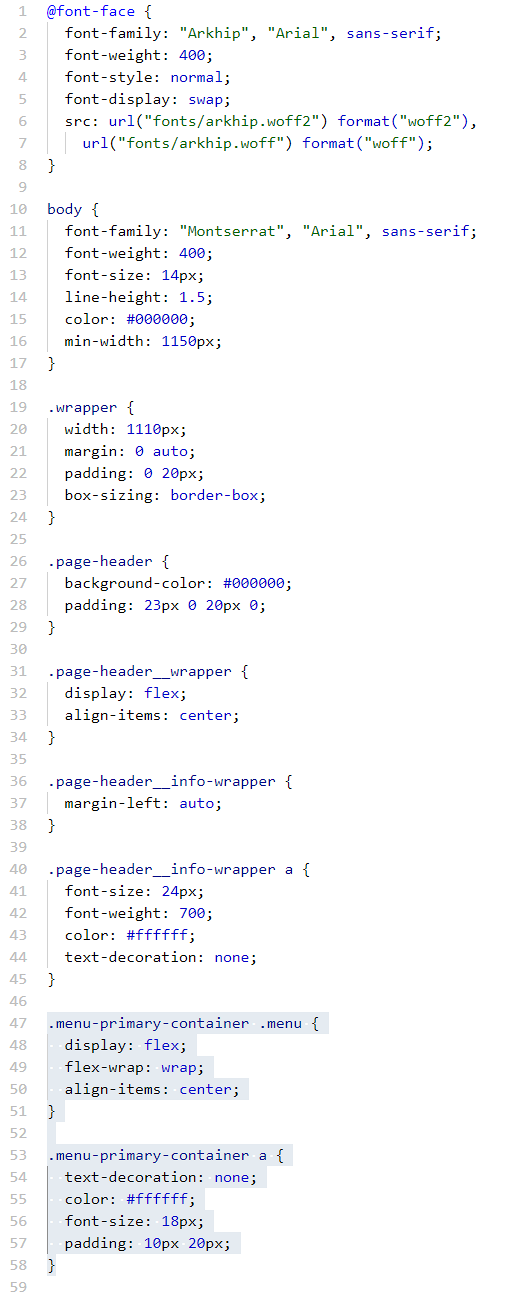 1 @font-face {
2 font-family: "Arkhip", "Arial", sans-serif;
3 font-weight: 400;
4 font-style: normal;
5 font-display: swap;
6 src: url("fonts/arkhip.woff2") format("woff2"),
7 url("fonts/arkhip.woff") format("woff");
8 }
9
10 body {
11 font-family: "Montserrat", "Arial", sans-serif;
12 font-weight: 400;
13 font-size: 14px;
14 line-height: 1.5;
15 color: #000000;
16 min-width: 1150px;
17 }
18
19 .wrapper {
20 width: 1110px;
21 margin: 0 auto;
22 padding: 0 20px;
23 box-sizing: border-box;
24 }
25
26 .page-header {
27 background-color: #000000;
28 padding: 23px 0 20px 0;
29 }
30
31 .page-header__wrapper {
32 display: flex;
33 align-items: center;
34 }
35
36 .page-header__info-wrapper {
37 margin-left: auto;
38 }
39
40 .page-header__info-wrapper a {
41 font-size: 24px;
42 font-weight: 700;
43 color: #ffffff;
44 text-decoration: none;
45 }
46
47 .menu-primary-container .menu {
48 display: flex;
49 flex-wrap: wrap;
50 align-items: center;
51 }
52
53 .menu-primary-container a {
54 text-decoration: none;
55 color: #ffffff;
56 font-size: 18px;
57 padding: 10px 20px;
58 }
59